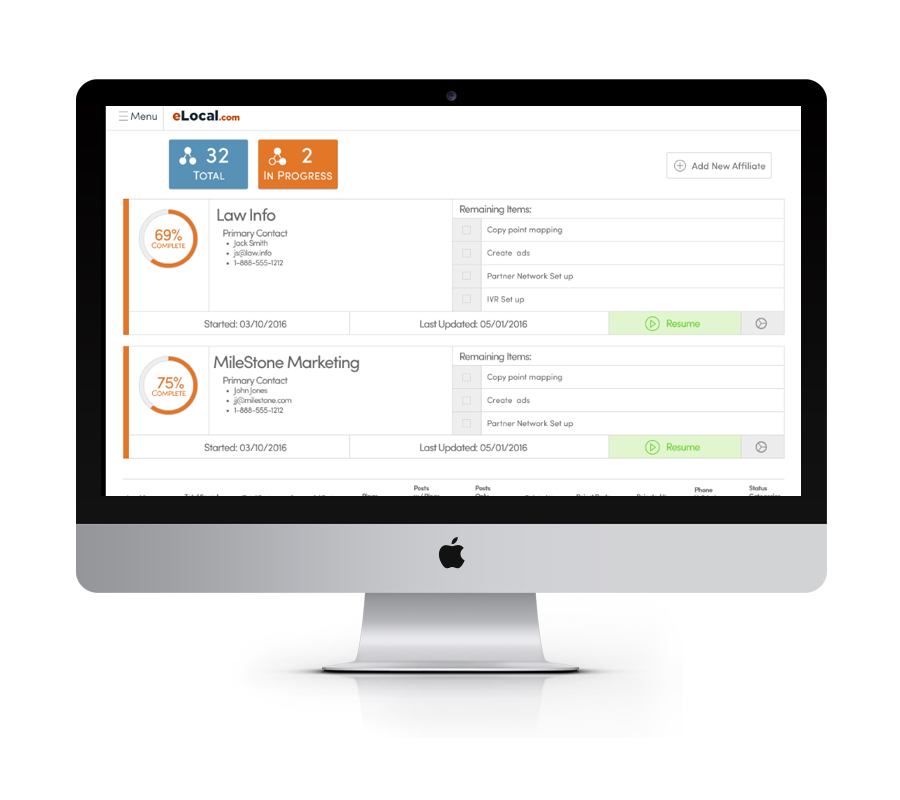 Menu
eLocal.com
32
TOTAL
2
IN PROGRESS
Add New Affiliate
69%
COMPLETE
Law Info
Primary Contact
Jack Smith
js@law.info
1-888-555-1212
Remaining Items:
Copy point mapping
Create ads
Partner Network Set up
IVR Set up
Started: 03/10/2016
Last Updated: 05/01/2016
Resume
75%
COMPLETE
MileStone Marketing
Primary Contact
John Jones
jj@milestone.com
1-888-555-1212
Remaining Items:
Copy point mapping
Create ads
Partner Network Set up
Started: 03/10/2016
Last Updated: 05/01/2016
Resume
Posts
Posts
Phone
Status